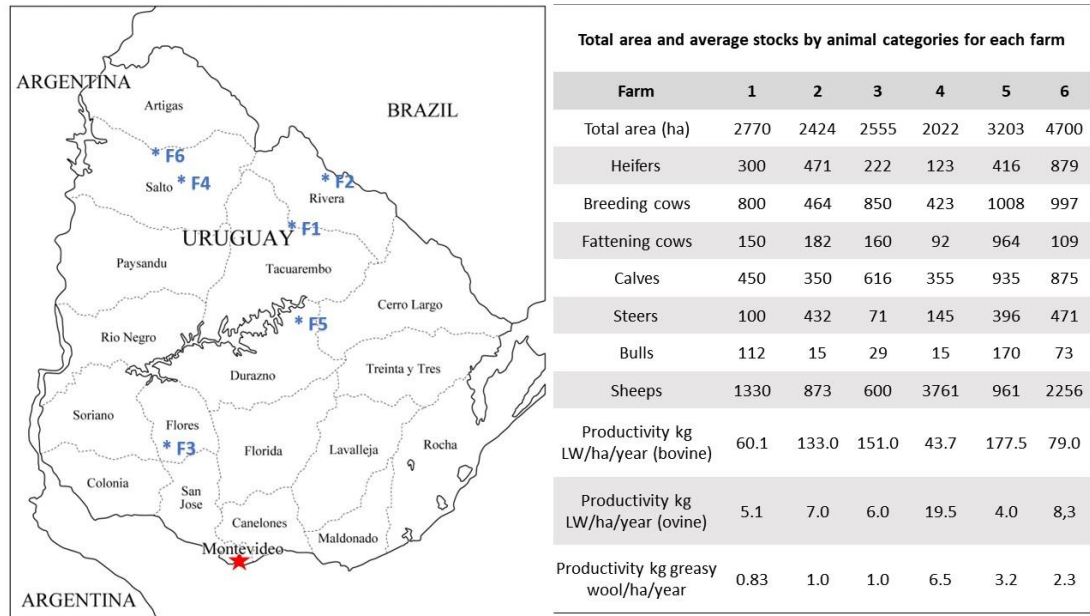 ARGENTINA
Artigas
BRAZIL
* F6
Salto * F4
* F2
Rivera
* F1
URUGUAY
Paysandu
Tacuarembo
Cerro Largo
* F5
Rio Negro
Durazno
Treinta y Tres
Soriano
Flores
* F3
Florida
Lavalleja
Rocha
Colonia
San
Jose
Canelones
Maldonado
Montevideo
ARGENTINA
Total area and average stocks by animal categories for each farm
Farm 1 2 3 4 5 6
Total area (ha) 2770 2424 2555 2022 3203 4700
Heifers 300 471 222 123 416 879
Breeding cows 800 464 850 423 1008 997
Fattening cows 150 182 160 92 964 109
Calves 450 350 616 355 935 875
Steers 100 432 71 145 396 471
Bulls 112 15 29 15 170 73
Sheeps 1330 873 600 3761 961 2256
Productivity kg
LW/ha/year (bovine) 60.1 133.0 151.0 43.7 177.5 79.0
Productivity kg
LW/ha/year (ovine) 5.1 7.0 6.0 19.5 4.0 8,3
Productivity kg greasy
wool/ha/year 0.83 1.0 1.0 6.5 3.2 2.3